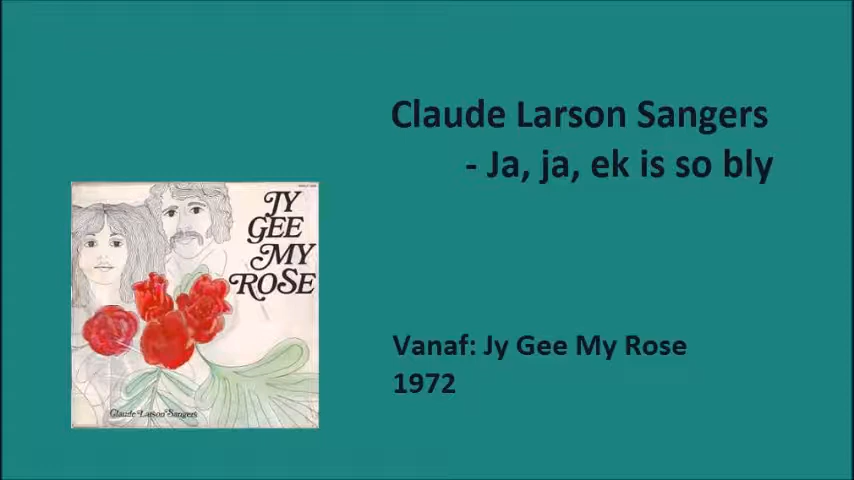 Claude Larson Sangers
- Ja, ja, ek is so bly
JY
GEE
MY
ROSE
Claude Larson Sangers
Vanaf: Jy Gee My Rose
1972